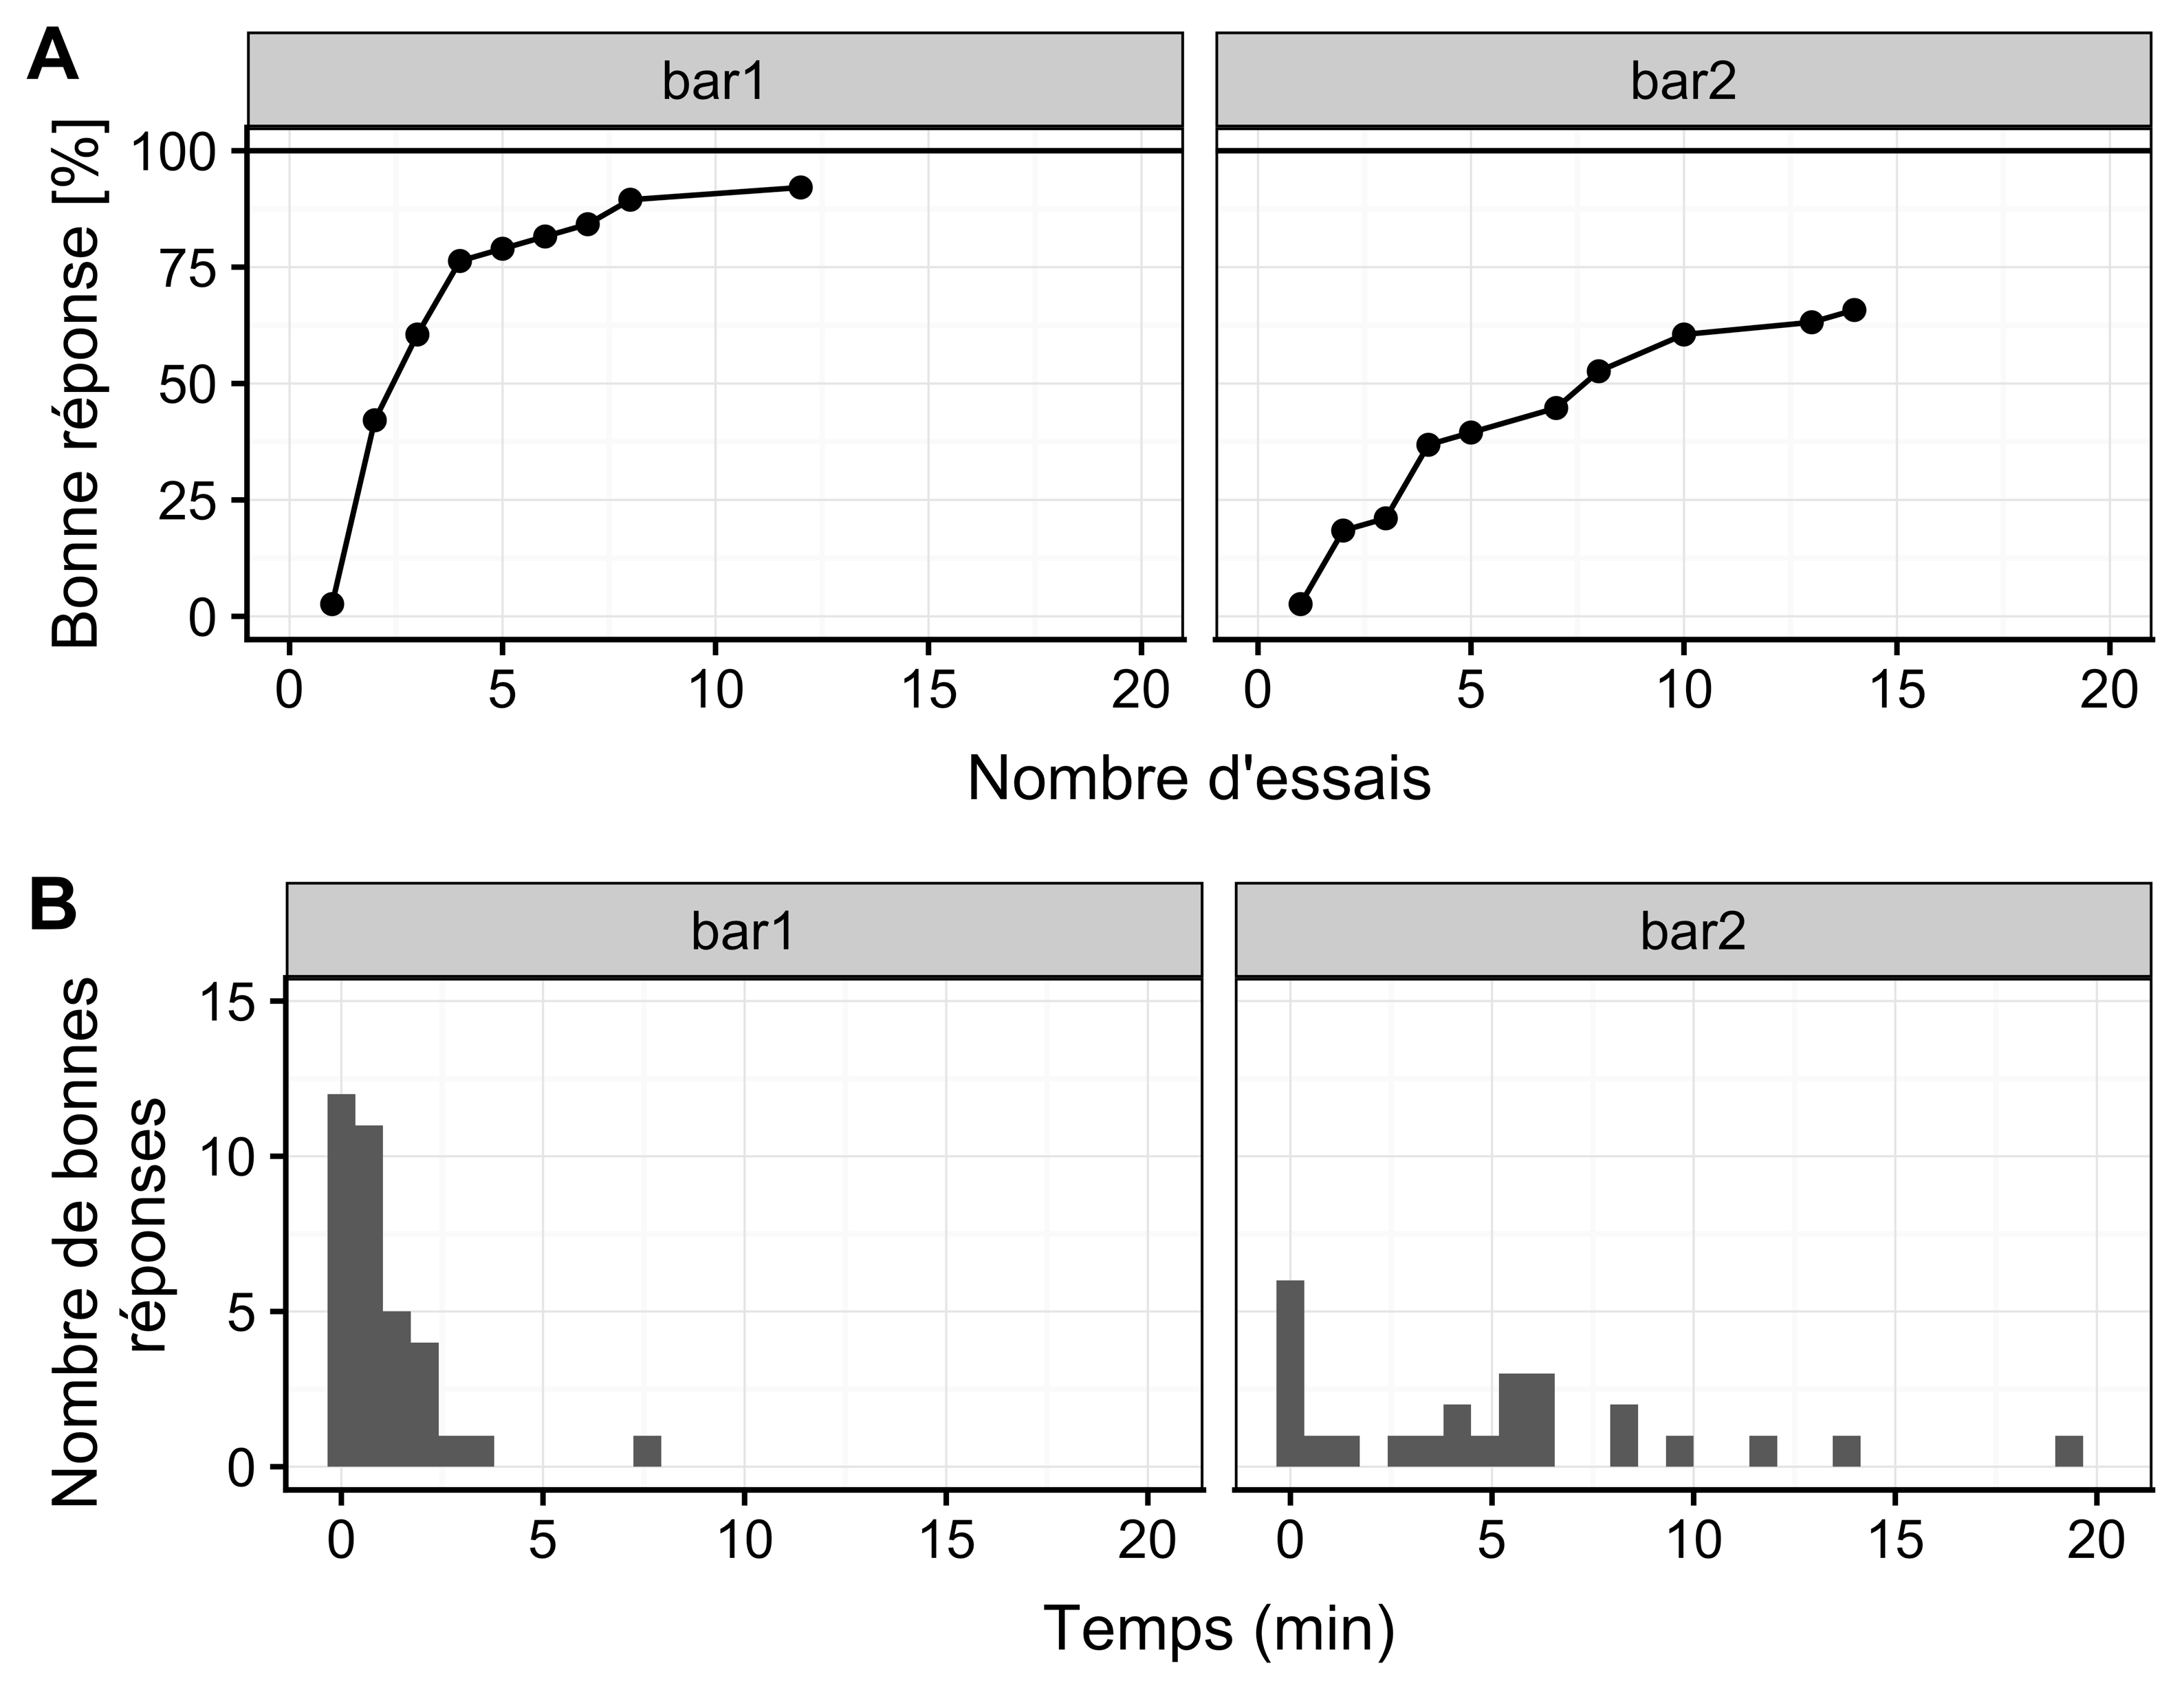 A
bar1
bar2
Bonne réponse [%]
100
75
50
25
0
0 5 10 15 20
0 5 10 15 20
Nombre d'essais
B
bar1
bar2
Nombre de bonnes
réponses
15
10
5
0
0 5 10 15 20
0 5 10 15 20
Temps (min)